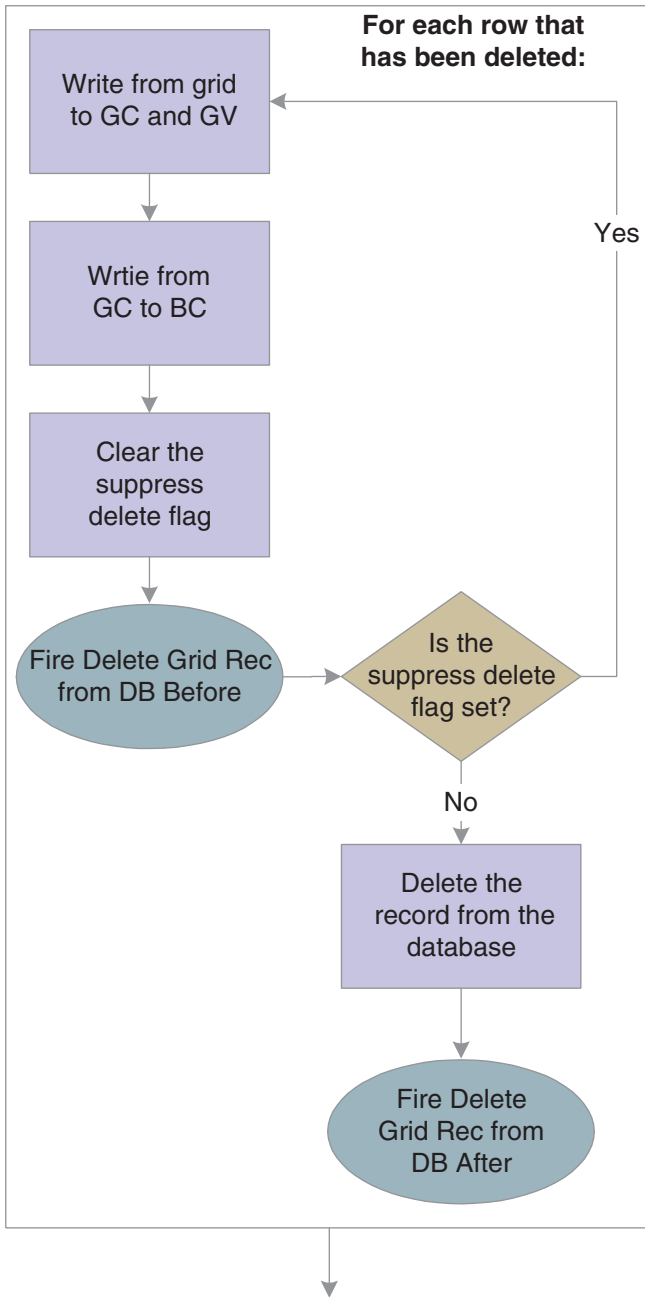 For each row that
has been deleted:
Write from grid
to GC and GV
Yes
Wrtie from
GC to BC
Clear the
suppress
delete flag
Fire Delete Grid Rec
from DB Before
Is the
suppress delete
flag set?
No
Delete the
record from the
database
Fire Delete
Grid Rec from
DB After